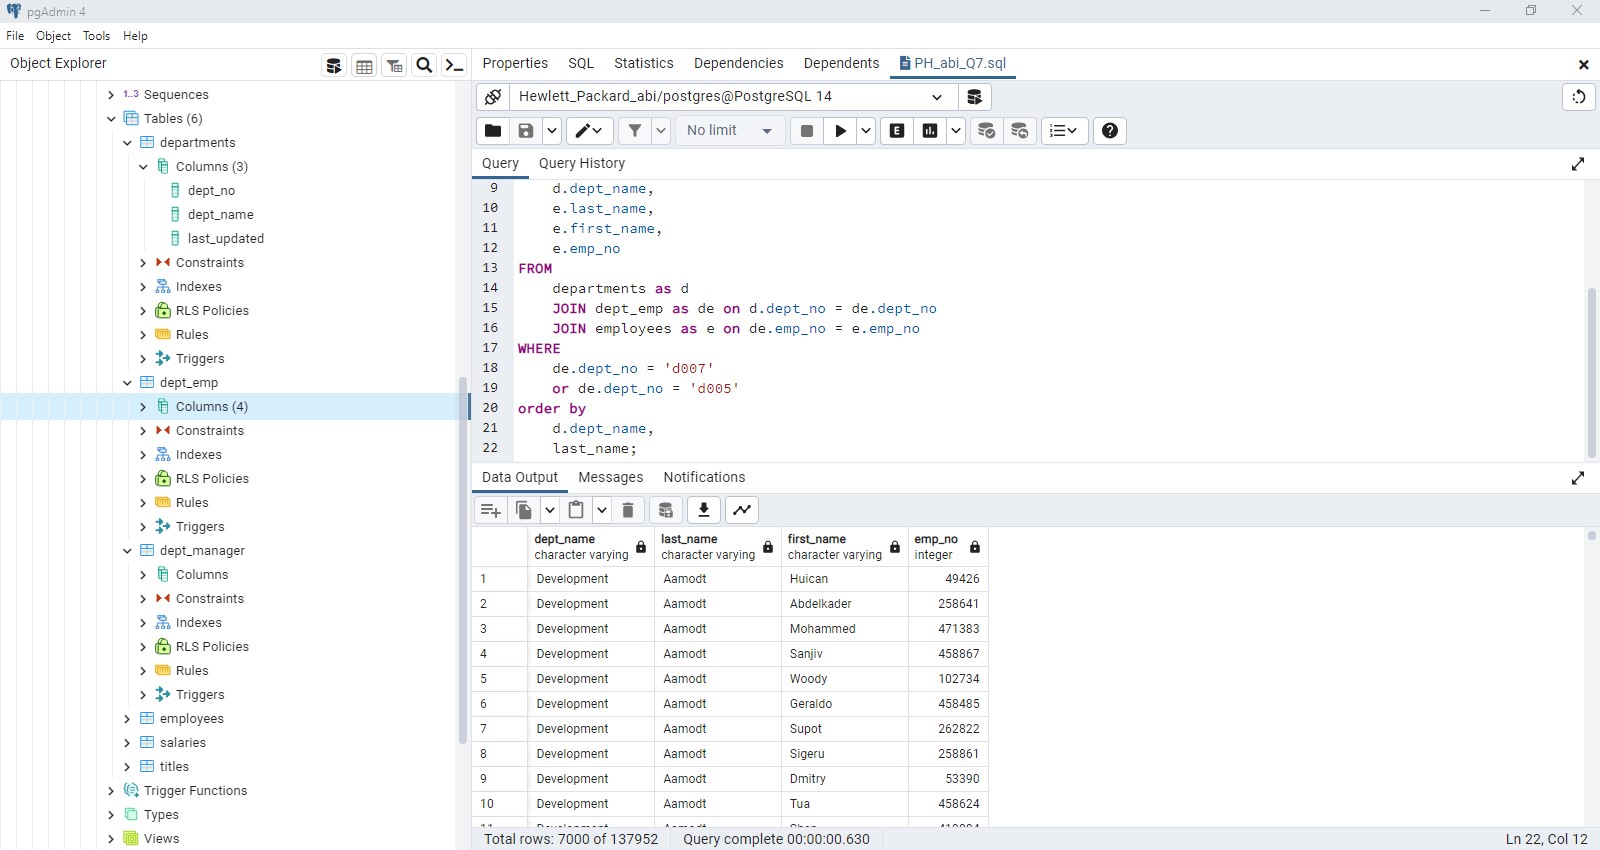 pgAdmin 4
File Object Tools Help
Object Explorer
Properties SQL Statistics Dependencies Dependents PH_abi_Q7.sql
Hewlett_Packard_abi/postgres@PostgreSQL 14
No limit
E
Query Query History
1..3 Sequences
Tables (6)
departments
Columns (3)
dept_no
dept_name
last_updated
Constraints
Indexes
RLS Policies
Rules
Triggers
dept_emp
Columns (4)
Constraints
Indexes
RLS Policies
Rules
Triggers
dept_manager
Columns
Constraints
Indexes
RLS Policies
Rules
Triggers
employees
salaries
titles
Trigger Functions
Types
Views
9 d.dept_name,
10 e.last_name,
11 e.first_name,
12 e.emp_no
13 FROM
14 departments as d
15 JOIN dept_emp as de on d.dept_no = de.dept_no
16 JOIN employees as e on de.emp_no = e.emp_no
17 WHERE
18 de.dept_no = 'd007'
19 or de.dept_no = 'd005'
20 order by
21 d.dept_name,
22 last_name;
Data Output Messages Notifications
dept_name last_name first_name emp_no
character varying character varying character varying integer
1 Development Aamodt Huican 49426
2 Development Aamodt Abdelkader 258641
3 Development Aamodt Mohammed 471383
4 Development Aamodt Sanjiv 458867
5 Development Aamodt Woody 102734
6 Development Aamodt Geraldo 458485
7 Development Aamodt Supot 262822
8 Development Aamodt Sigeru 258861
9 Development Aamodt Dmitry 53390
10 Development Aamodt Tua 458624
Total rows: 7000 of 137952 Query complete 00:00:00.630 Ln 22, Col 12